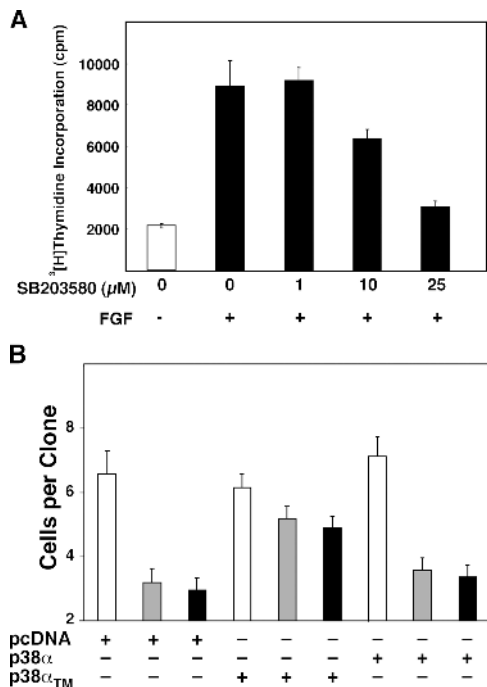 A
³[H]Thymidine Incorporation (cpm)
10000
8000
6000
4000
2000
SB203580 (µM) 0 0 1 10 25
FGF - + + + +
B
Cells per Clone
8
6
4
2
pcDNA + + + – – – – – –
p38α – – – – – – + + +
p38αTM – – – + + + – – –